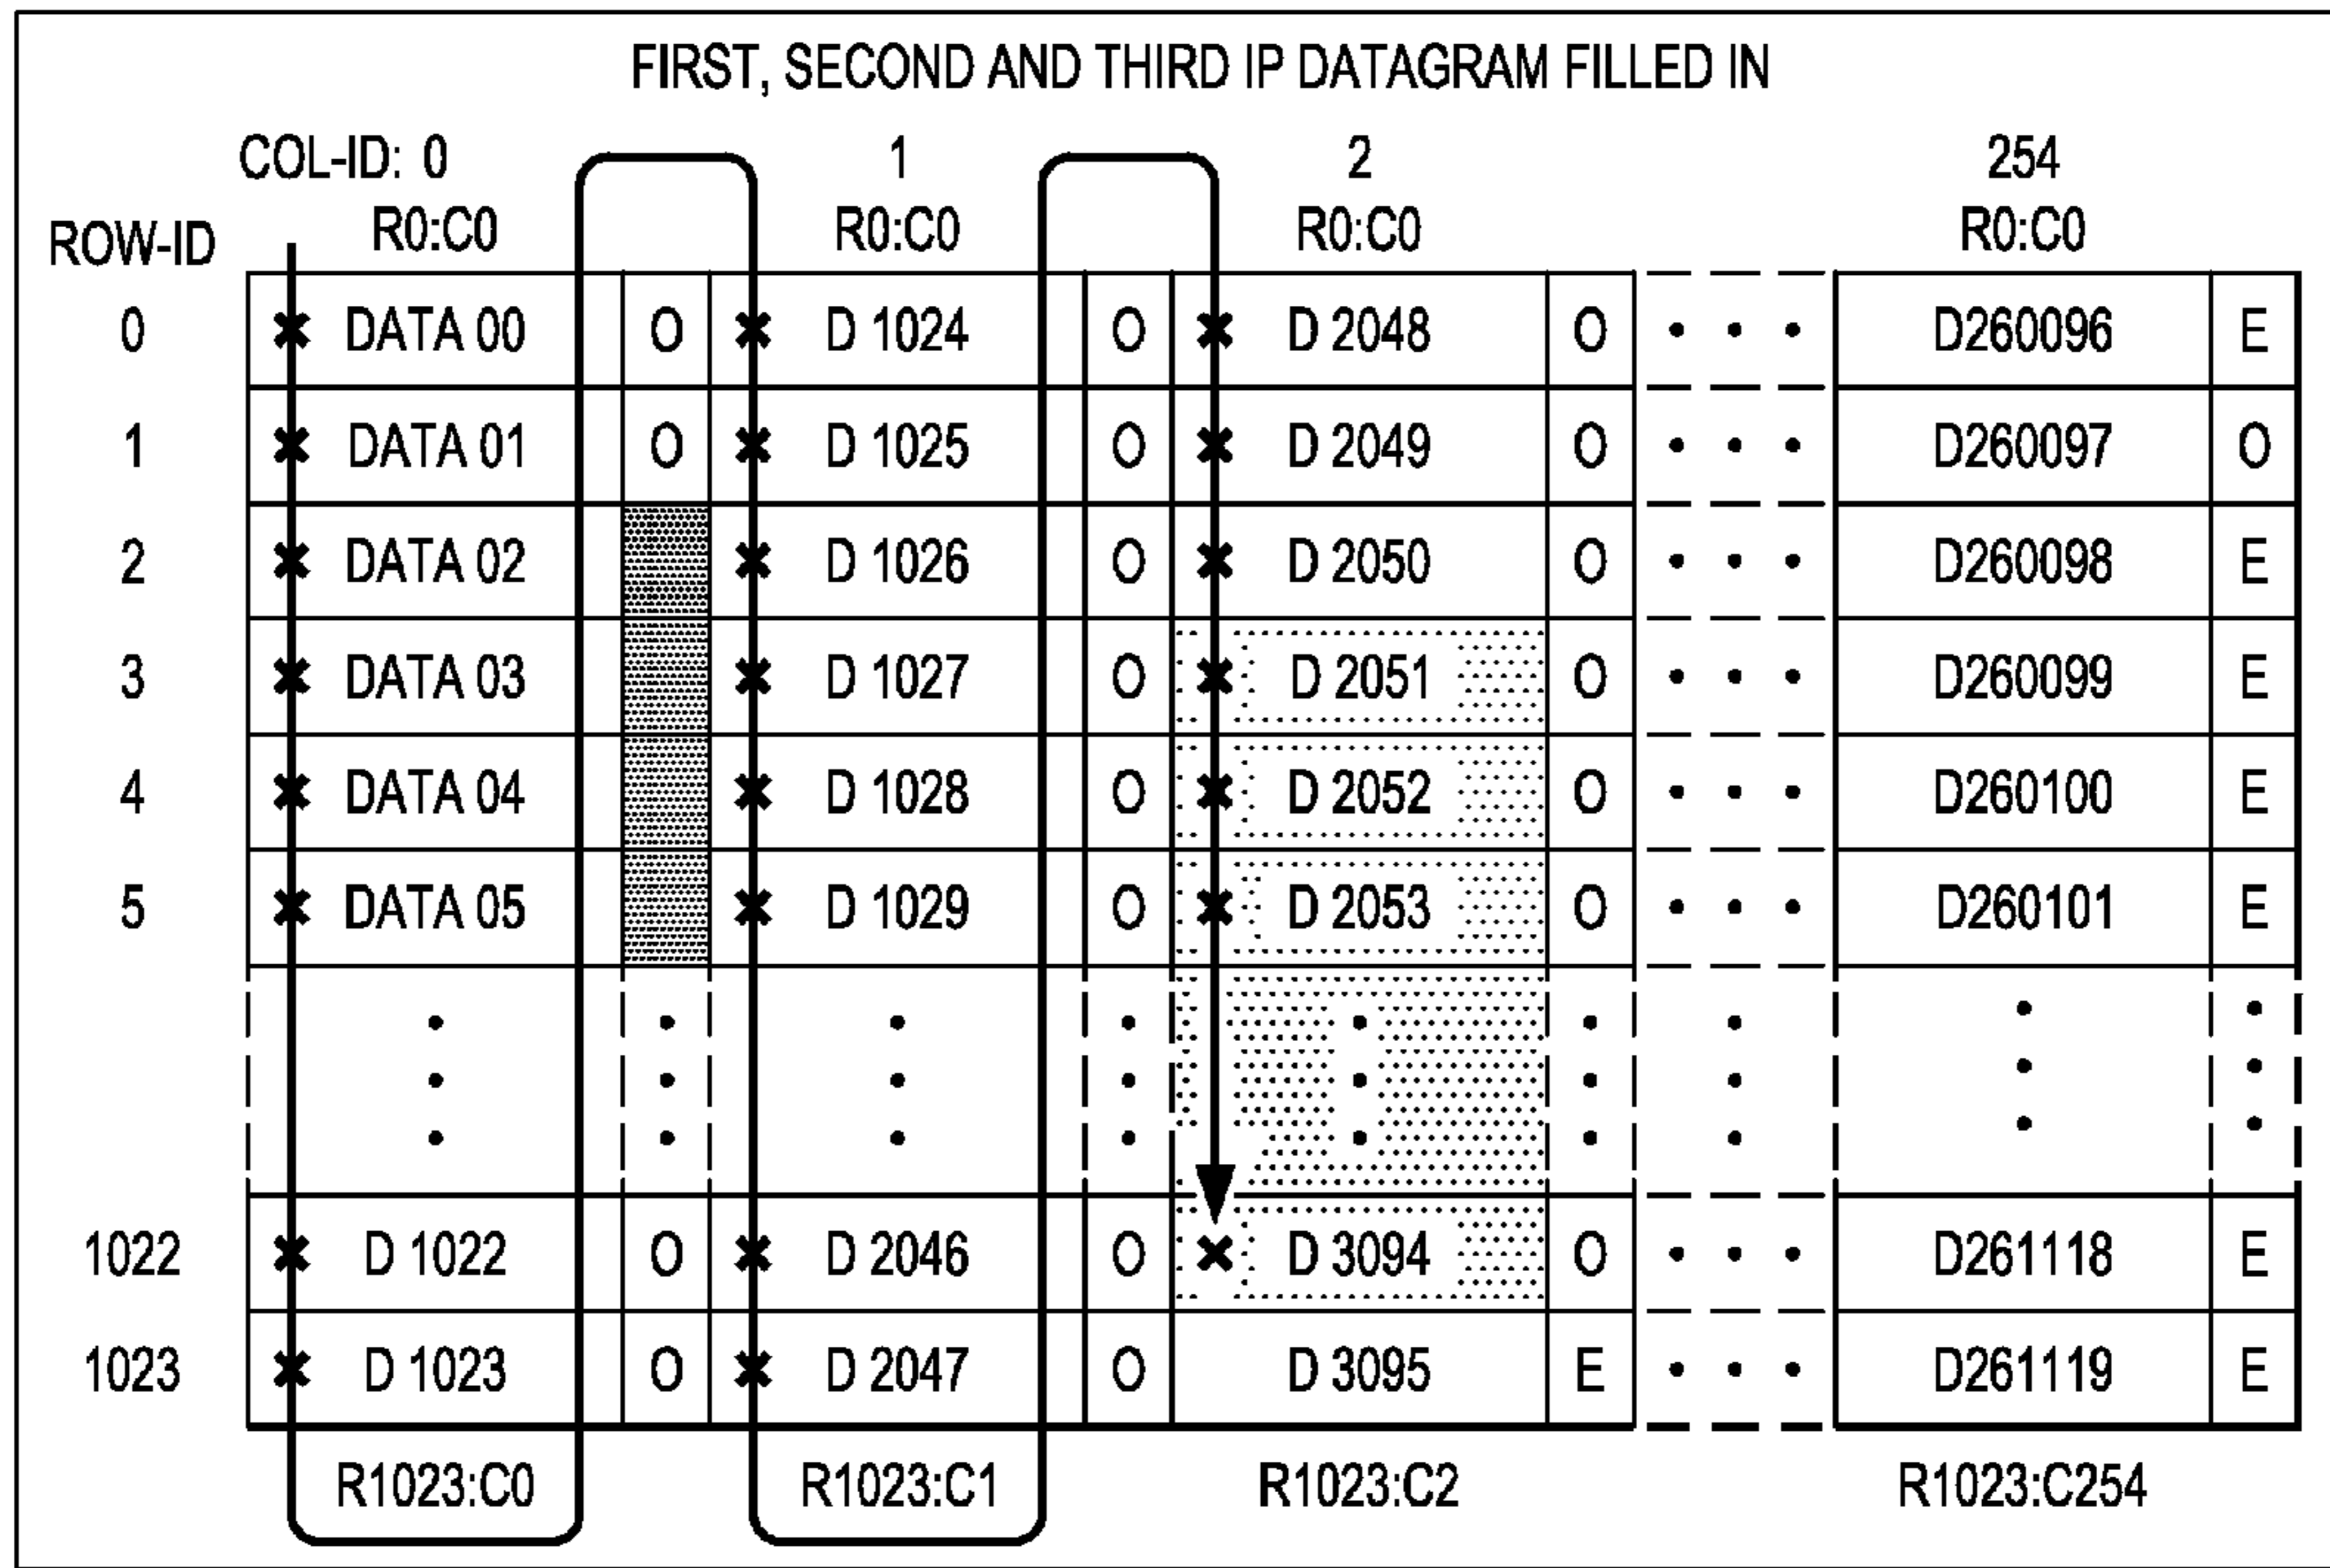 FIRST, SECOND AND THIRD IP DATAGRAM FILLED IN
COL-ID: 0 1 2 254
ROW-ID R0:C0 R0:C0 R0:C0 R0:C0
0 DATA 00 O D 1024 O D 2048 O D260096 E
1 DATA 01 O D 1025 O D 2049 O D260097 O
2 DATA 02 D 1026 O D 2050 O D260098 E
3 DATA 03 D 1027 O D 2051 O D260099 E
4 DATA 04 D 1028 O D 2052 O D260100 E
5 DATA 05 D 1029 O D 2053 O D260101 E
1022 D 1022 O D 2046 O D 3094 O D261118 E
1023 D 1023 O D 2047 O D 3095 E D261119 E
R1023:C0 R1023:C1 R1023:C2 R1023:C254